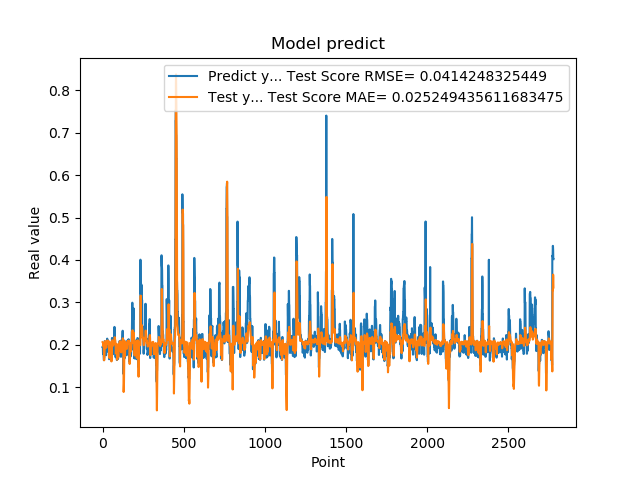 Model predict
Predict y... Test Score RMSE= 0.0414248325449
Test y... Test Score MAE= 0.025249435611683475
0.8
0.7
0.6
0.5
0.4
0.3
0.2
0.1
Real value
0 500 1000 1500 2000 2500
Point